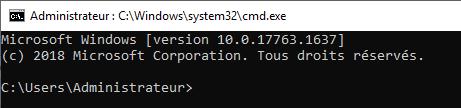 Administrateur : C:\Windows\system32\cmd.exe
Microsoft Windows [version 10.0.17763.1637]
(c) 2018 Microsoft Corporation. Tous droits réservés.
C:\Users\Administrateur>